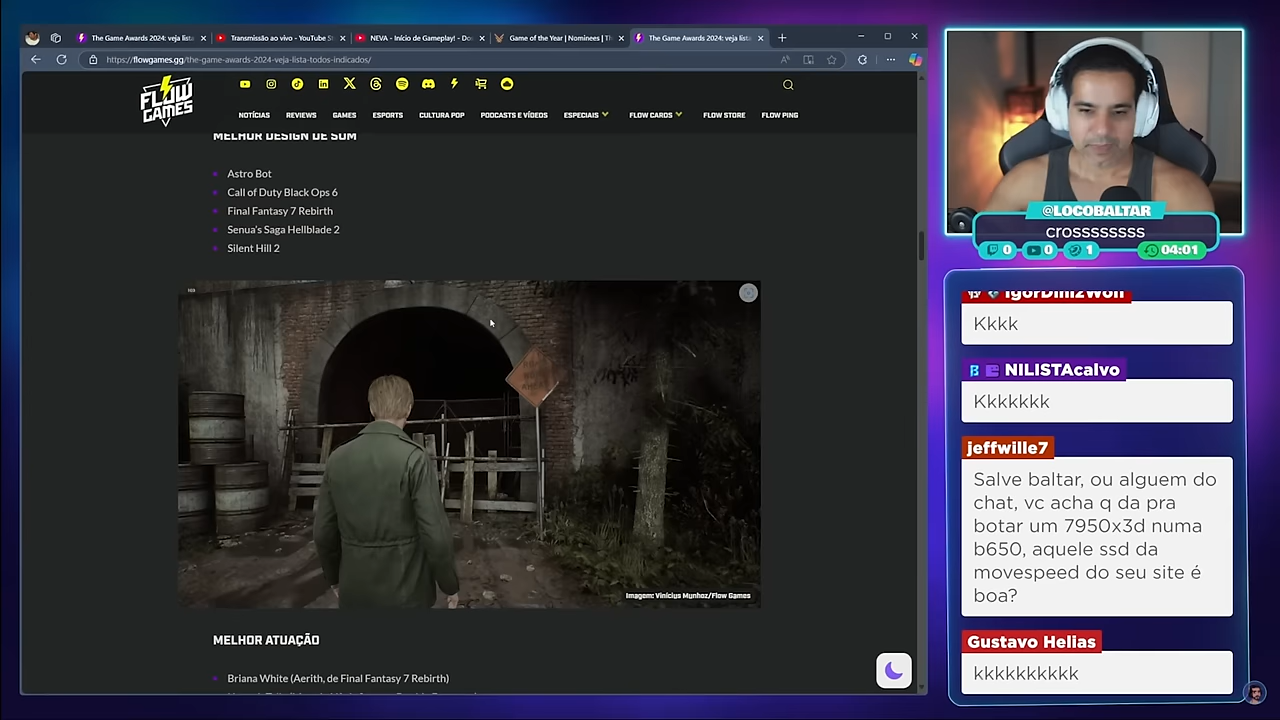 The Game Awards 2024: veja lista
Transmissão ao vivo - YouTube S
NEVA - Início de Gameplay! - Do
Game of the Year | Nominees | T
The Game Awards 2024: veja lista
https://flowgames.gg/the-game-awards-2024-veja-lista-todos-indicados/
FLOW
GAMES
NOTÍCIAS
REVIEWS
GAMES
ESPORTS
CULTURA POP
PODCASTS E VÍDEOS
ESPECIAIS
FLOW CARDS
FLOW STORE
FLOW PING
MELHOR DESIGN DE SOM
Astro Bot
Call of Duty Black Ops 6
Final Fantasy 7 Rebirth
Senua's Saga Hellblade 2
Silent Hill 2
Imagem: Vinícius Munhoz/Flow Games
MELHOR ATUAÇÃO
Briana White (Aerith, de Final Fantasy 7 Rebirth)
@LOCOBALTAR
crossssssss
0
0
1
04:01
IgorDiniz
Kkkk
NILISTAcalvo
Kkkkkkk
jeffwille7
Salve baltar, ou alguem do
chat, vc acha q da pra
botar um 7950x3d numa
b650, aquele ssd da
movespeed do seu site é
boa?
Gustavo Helias
kkkkkkkkkk